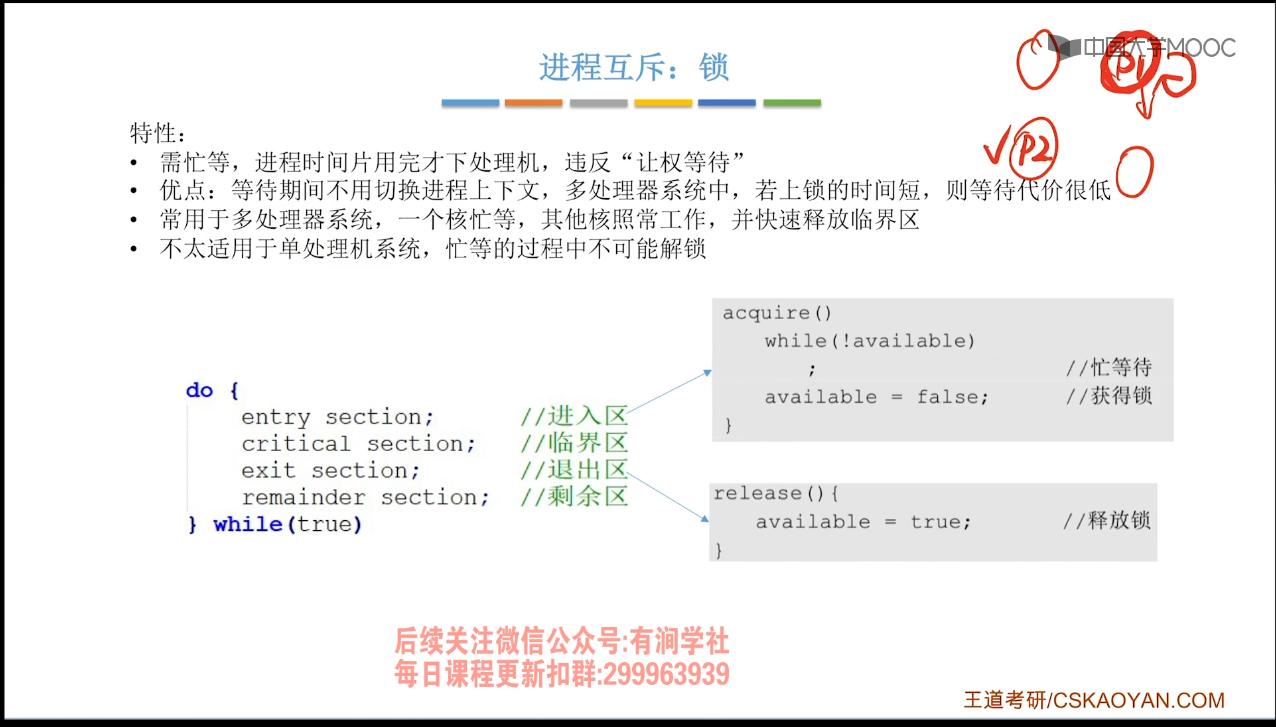 中国大学MOOC
P1
进程互斥：锁
特性：
P2
• 需忙等，进程时间片用完才下处理机，违反“让权等待”
• 优点：等待期间不用切换进程上下文，多处理器系统中，若上锁的时间短，则等待代价很低
• 常用于多处理器系统，一个核忙等，其他核照常工作，并快速释放临界区
• 不太适用于单处理机系统，忙等的过程中不可能解锁
do {
entry section; //进入区
critical section; //临界区
exit section; //退出区
remainder section; //剩余区
} while(true)
acquire()
while(!available)
; //忙等待
available = false; //获得锁
}
release(){
available = true; //释放锁
}
后续关注微信公众号:有涧学社
每日课程更新扣群:299963939
王道考研/CSKAOYAN.COM